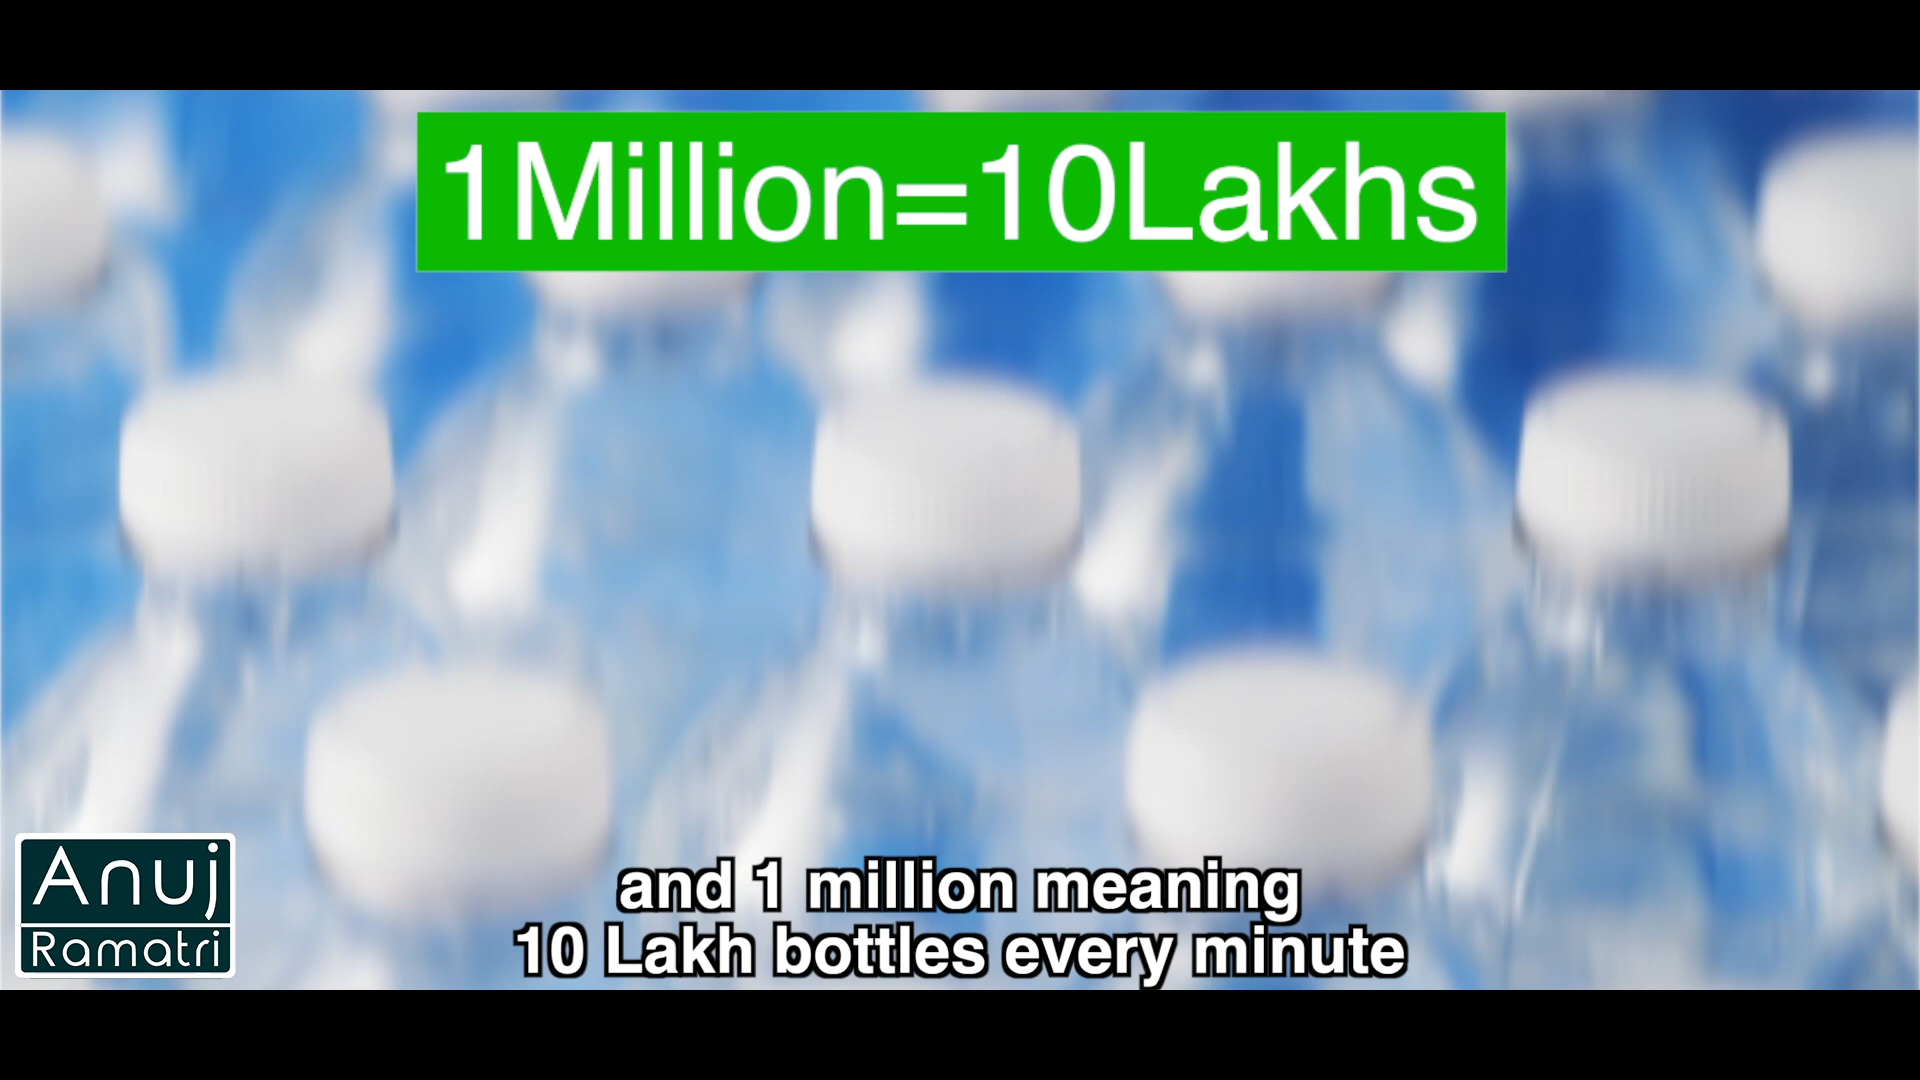 1Million=10Lakhs
Anuj
Ramatri
and 1 million meaning
10 Lakh bottles every minute